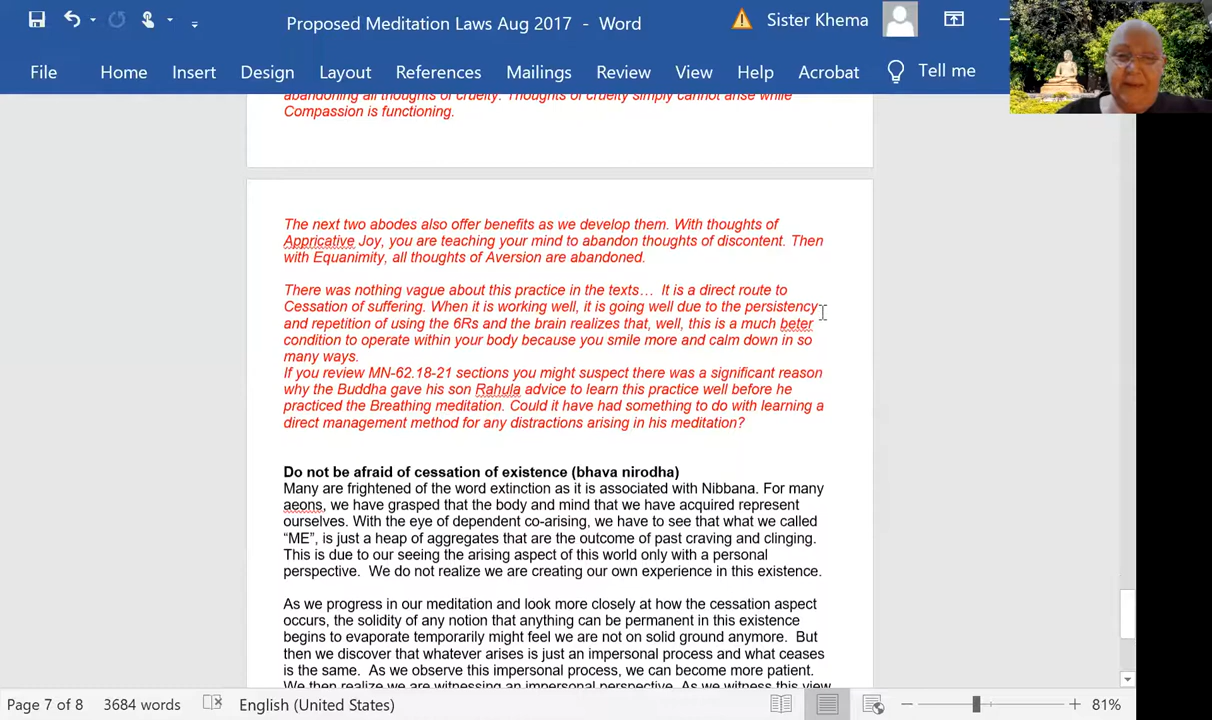 Proposed Meditation Laws Aug 2017 - Word
Sister Khema
File Home Insert Design Layout References Mailings Review View Help Acrobat Tell me
abandoning all thoughts of cruelty. Thoughts of cruelty simply cannot arise while
Compassion is functioning.
The next two abodes also offer benefits as we develop them. With thoughts of
Appricative Joy, you are teaching your mind to abandon thoughts of discontent. Then
with Equanimity, all thoughts of Aversion are abandoned.
There was nothing vague about this practice in the texts… It is a direct route to
Cessation of suffering. When it is working well, it is going well due to the persistency
and repetition of using the 6Rs and the brain realizes that, well, this is a much beter
condition to operate within your body because you smile more and calm down in so
many ways.
If you review MN-62.18-21 sections you might suspect there was a significant reason
why the Buddha gave his son Rahula advice to learn this practice well before he
practiced the Breathing meditation. Could it have had something to do with learning a
direct management method for any distractions arising in his meditation?
Do not be afraid of cessation of existence (bhava nirodha)
Many are frightened of the word extinction as it is associated with Nibbana. For many
aeons, we have grasped that the body and mind that we have acquired represent
ourselves. With the eye of dependent co-arising, we have to see that what we called
“ME”, is just a heap of aggregates that are the outcome of past craving and clinging.
This is due to our seeing the arising aspect of this world only with a personal
perspective. We do not realize we are creating our own experience in this existence.
As we progress in our meditation and look more closely at how the cessation aspect
occurs, the solidity of any notion that anything can be permanent in this existence
begins to evaporate temporarily might feel we are not on solid ground anymore. But
then we discover that whatever arises is just an impersonal process and what ceases
is the same. As we observe this impersonal process, we can become more patient.
We then realize we are witnessing an impersonal perspective. As we witness this view
Page 7 of 8 3684 words English (United States) 81%